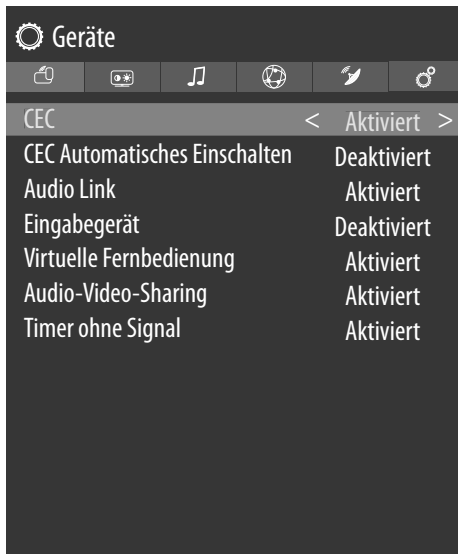 Geräte
CEC < Aktiviert >
CEC Automatisches Einschalten Deaktiviert
Audio Link Aktiviert
Eingabegerät Deaktiviert
Virtuelle Fernbedienung Aktiviert
Audio-Video-Sharing Aktiviert
Timer ohne Signal Aktiviert